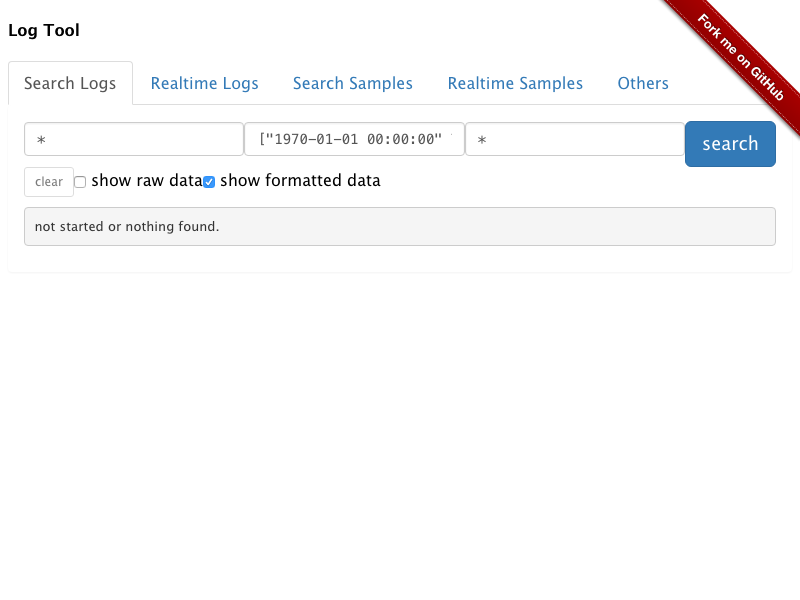 Log Tool
Fork me on GitHub
Search Logs Realtime Logs Search Samples Realtime Samples Others
* ["1970-01-01 00:00:00" * search
clear show raw data show formatted data
not started or nothing found.